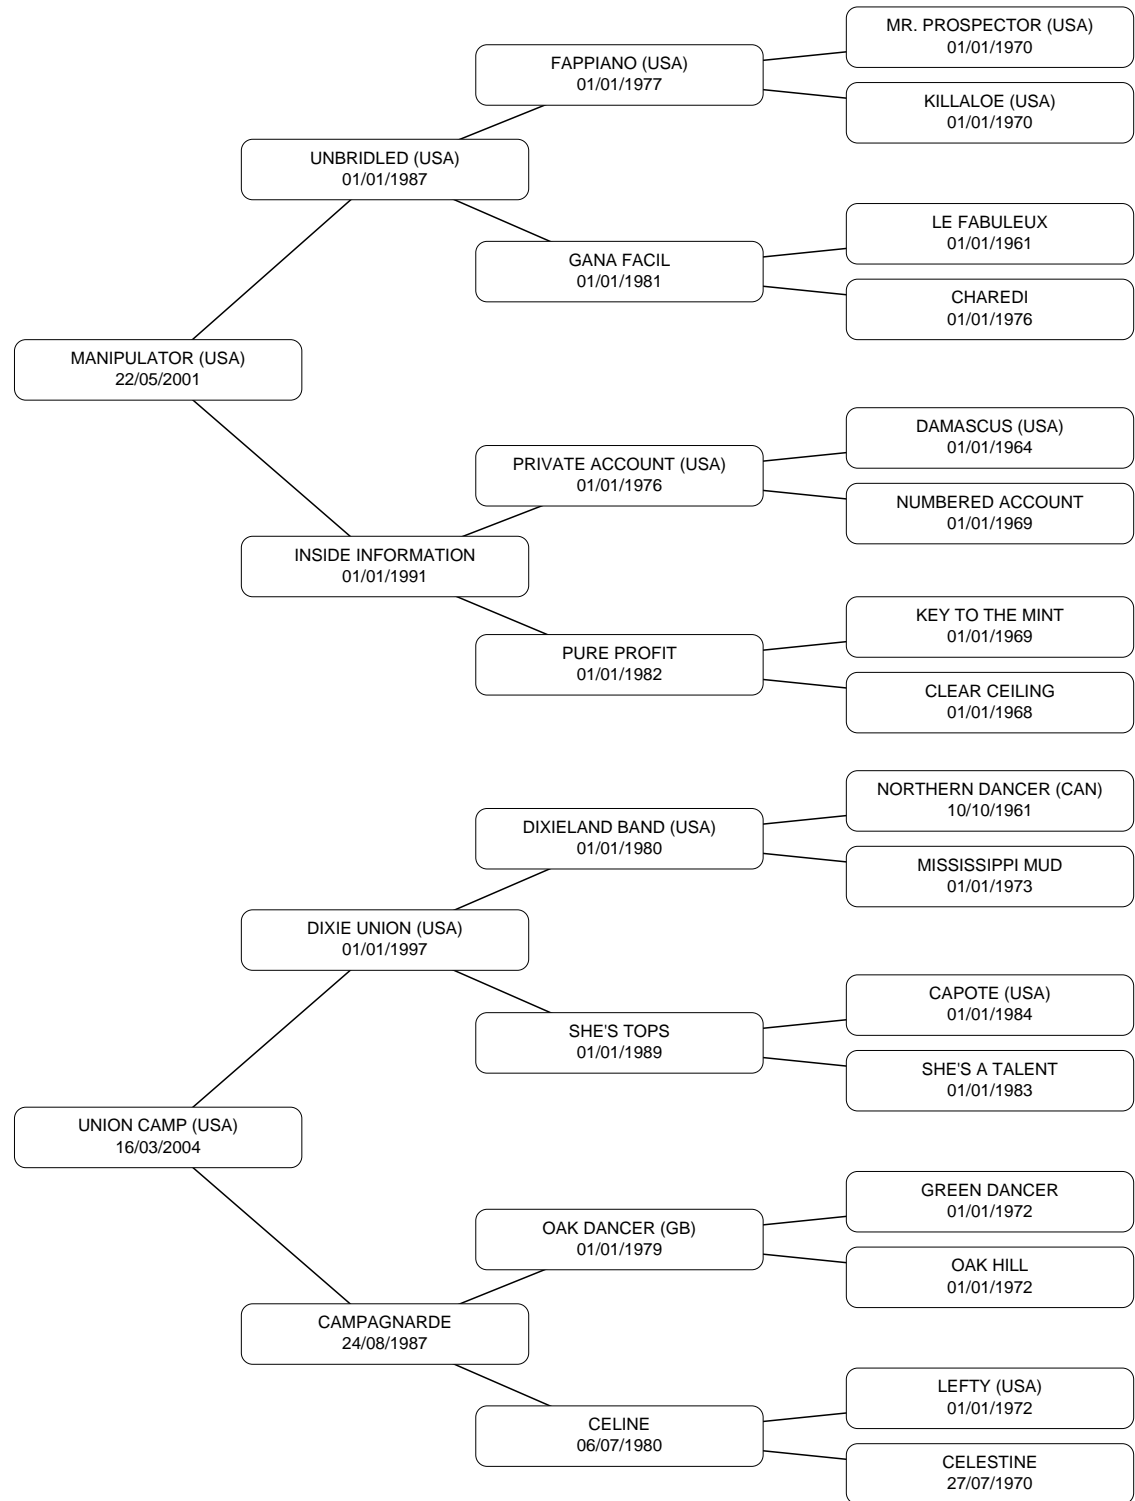 MR. PROSPECTOR (USA)
01/01/1970
FAPPIANO (USA)
01/01/1977
KILLALOE (USA)
01/01/1970
UNBRIDLED (USA)
01/01/1987
LE FABULEUX
01/01/1961
GANA FACIL
01/01/1981
CHAREDI
01/01/1976
MANIPULATOR (USA)
22/05/2001
DAMASCUS (USA)
01/01/1964
PRIVATE ACCOUNT (USA)
01/01/1976
NUMBERED ACCOUNT
01/01/1969
INSIDE INFORMATION
01/01/1991
KEY TO THE MINT
01/01/1969
PURE PROFIT
01/01/1982
CLEAR CEILING
01/01/1968
NORTHERN DANCER (CAN)
10/10/1961
DIXIELAND BAND (USA)
01/01/1980
MISSISSIPPI MUD
01/01/1973
DIXIE UNION (USA)
01/01/1997
CAPOTE (USA)
01/01/1984
SHE'S TOPS
01/01/1989
SHE'S A TALENT
01/01/1983
UNION CAMP (USA)
16/03/2004
GREEN DANCER
01/01/1972
OAK DANCER (GB)
01/01/1979
OAK HILL
01/01/1972
CAMPAGNARDE
24/08/1987
LEFTY (USA)
01/01/1972
CELINE
06/07/1980
CELESTINE
27/07/1970